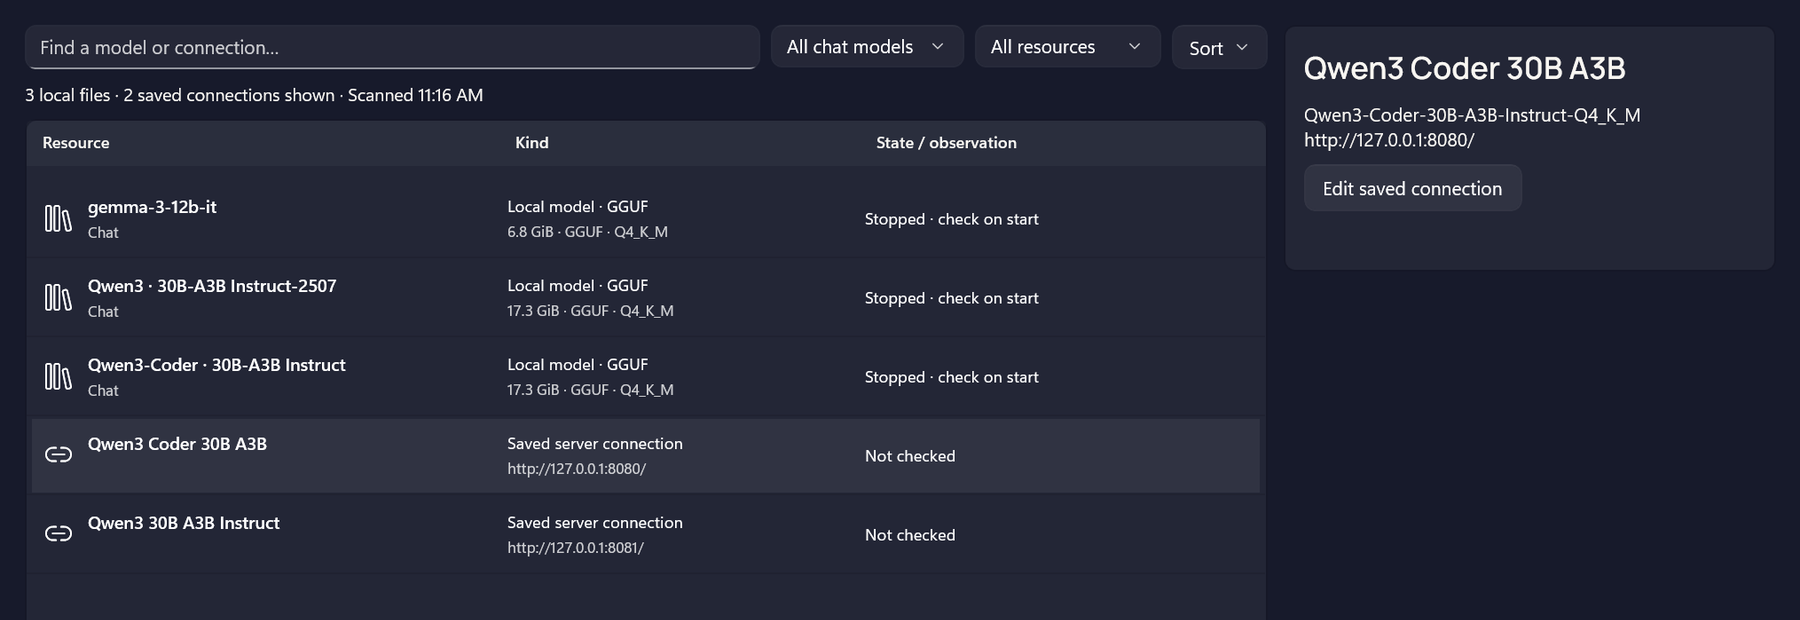 Find a model or connection...
All chat models
All resources
Sort
3 local files · 2 saved connections shown · Scanned 11:16 AM
Resource Kind State / observation
gemma-3-12b-it
Chat
Local model · GGUF
6.8 GiB · GGUF · Q4_K_M
Stopped · check on start
Qwen3 · 30B-A3B Instruct-2507
Chat
Local model · GGUF
17.3 GiB · GGUF · Q4_K_M
Stopped · check on start
Qwen3-Coder · 30B-A3B Instruct
Chat
Local model · GGUF
17.3 GiB · GGUF · Q4_K_M
Stopped · check on start
Qwen3 Coder 30B A3B
Saved server connection
http://127.0.0.1:8080/
Not checked
Qwen3 30B A3B Instruct
Saved server connection
http://127.0.0.1:8081/
Not checked
Qwen3 Coder 30B A3B
Qwen3-Coder-30B-A3B-Instruct-Q4_K_M
http://127.0.0.1:8080/
Edit saved connection